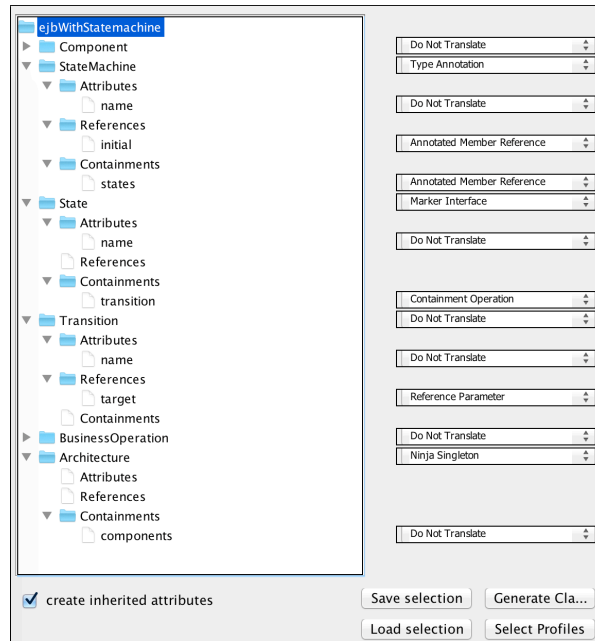 ejbWithStatemachine
Component Do Not Translate
StateMachine Type Annotation
Attributes
name Do Not Translate
References
initial Annotated Member Reference
Containments
states Annotated Member Reference
State Marker Interface
Attributes
name Do Not Translate
References
Containments
transition Containment Operation
Transition Do Not Translate
Attributes
name Do Not Translate
References
target Reference Parameter
Containments
BusinessOperation Do Not Translate
Architecture Ninja Singleton
Attributes
References
Containments
components Do Not Translate
create inherited attributes Save selection Generate Cla...
Load selection Select Profiles